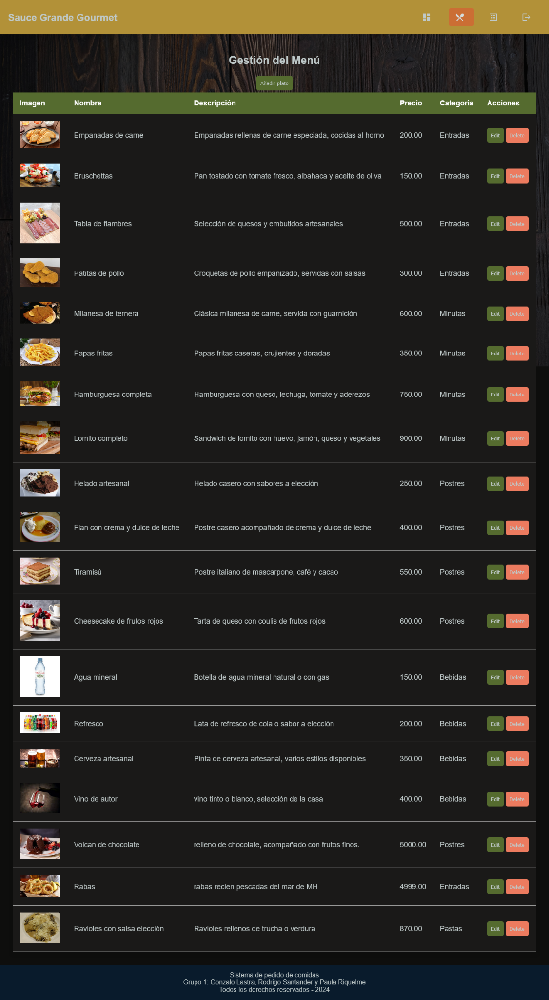 Sauce Grande Gourmet
Gestión del Menú
Añadir plato
Imagen Nombre Descripción Precio Categoría Acciones
Empanadas de carne Empanadas rellenas de carne especiada, cocidas al horno 200.00 Entradas Edit Delete
Bruschettas Pan tostado con tomate fresco, albahaca y aceite de oliva 150.00 Entradas Edit Delete
Tabla de fiambres Selección de quesos y embutidos artesanales 500.00 Entradas Edit Delete
Patitas de pollo Croquetas de pollo empanizado, servidas con salsas 300.00 Entradas Edit Delete
Milanesa de ternera Clásica milanesa de carne, servida con guarnición 600.00 Minutas Edit Delete
Papas fritas Papas fritas caseras, crujientes y doradas 350.00 Minutas Edit Delete
Hamburguesa completa Hamburguesa con queso, lechuga, tomate y aderezos 750.00 Minutas Edit Delete
Lomito completo Sandwich de lomito con huevo, jamón, queso y vegetales 900.00 Minutas Edit Delete
Helado artesanal Helado casero con sabores a elección 250.00 Postres Edit Delete
Flan con crema y dulce de leche Postre casero acompañado de crema y dulce de leche 400.00 Postres Edit Delete
Tiramisú Postre italiano de mascarpone, café y cacao 550.00 Postres Edit Delete
Cheesecake de frutos rojos Tarta de queso con coulis de frutos rojos 600.00 Postres Edit Delete
Agua mineral Botella de agua mineral natural o con gas 150.00 Bebidas Edit Delete
Refresco Lata de refresco de cola o sabor a elección 200.00 Bebidas Edit Delete
Cerveza artesanal Pinta de cerveza artesanal, varios estilos disponibles 350.00 Bebidas Edit Delete
Vino de autor vino tinto o blanco, selección de la casa 400.00 Bebidas Edit Delete
Volcan de chocolate relleno de chocolate, acompañado con frutos finos. 5000.00 Postres Edit Delete
Rabas rabas recien pescadas del mar de MH 4999.00 Entradas Edit Delete
Ravioles con salsa elección Ravioles rellenos de trucha o verdura 870.00 Pastas Edit Delete
Sistema de pedido de comidas
Grupo 1: Gonzalo Lastra, Rodrigo Santander y Paula Riquelme
Todos los derechos reservados - 2024